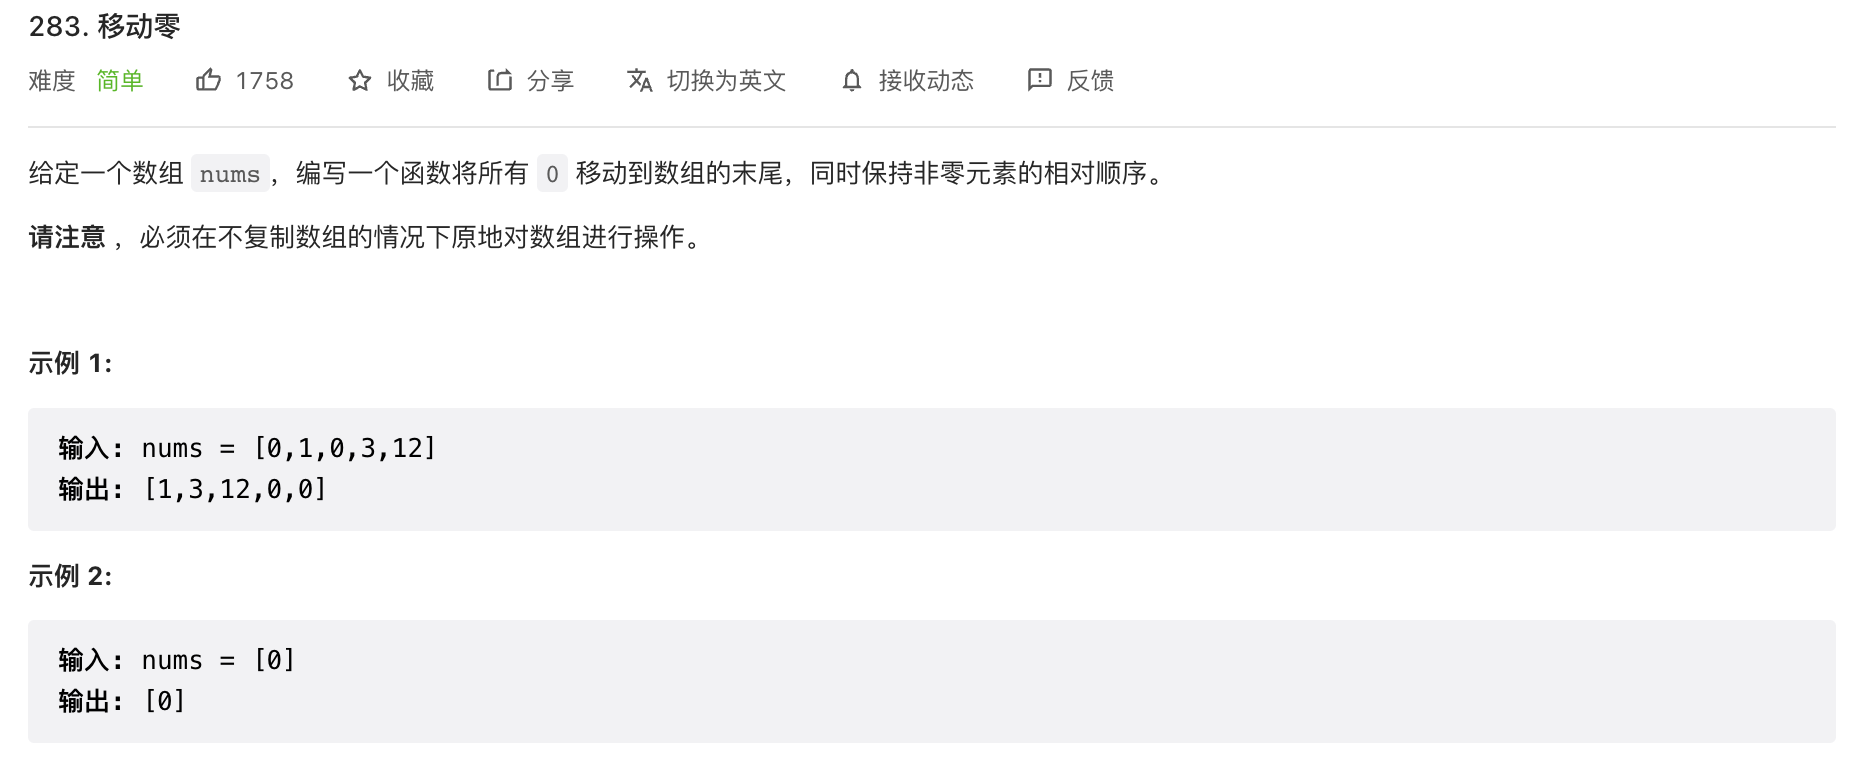 283. 移动零
难度 简单 1758 收藏 分享 切换为英文 接收动态 反馈
给定一个数组 nums，编写一个函数将所有 0 移动到数组的末尾，同时保持非零元素的相对顺序。
请注意 ，必须在不复制数组的情况下原地对数组进行操作。
示例 1:
输入: nums = [0,1,0,3,12]
输出: [1,3,12,0,0]
示例 2:
输入: nums = [0]
输出: [0]